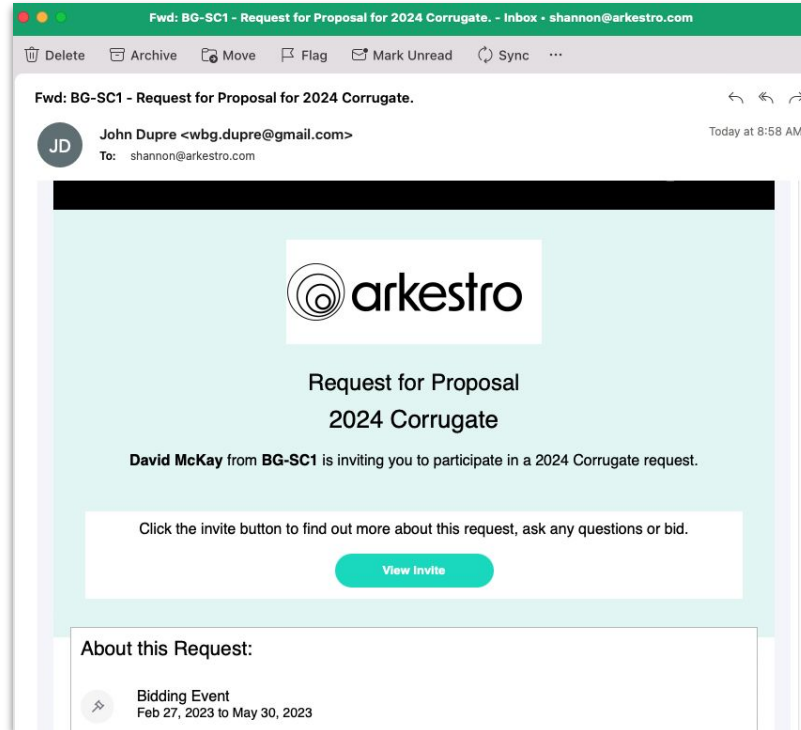 Fwd: BG-SC1 - Request for Proposal for 2024 Corrugate. - Inbox • shannon@arkestro.com
Delete Archive Move Flag Mark Unread Sync ...
Fwd: BG-SC1 - Request for Proposal for 2024 Corrugate.
JD
John Dupre <wbg.dupre@gmail.com>
Today at 8:58 AM
To: shannon@arkestro.com
arkestro
Request for Proposal
2024 Corrugate
David McKay from BG-SC1 is inviting you to participate in a 2024 Corrugate request.
Click the invite button to find out more about this request, ask any questions or bid.
View Invite
About this Request:
Bidding Event
Feb 27, 2023 to May 30, 2023